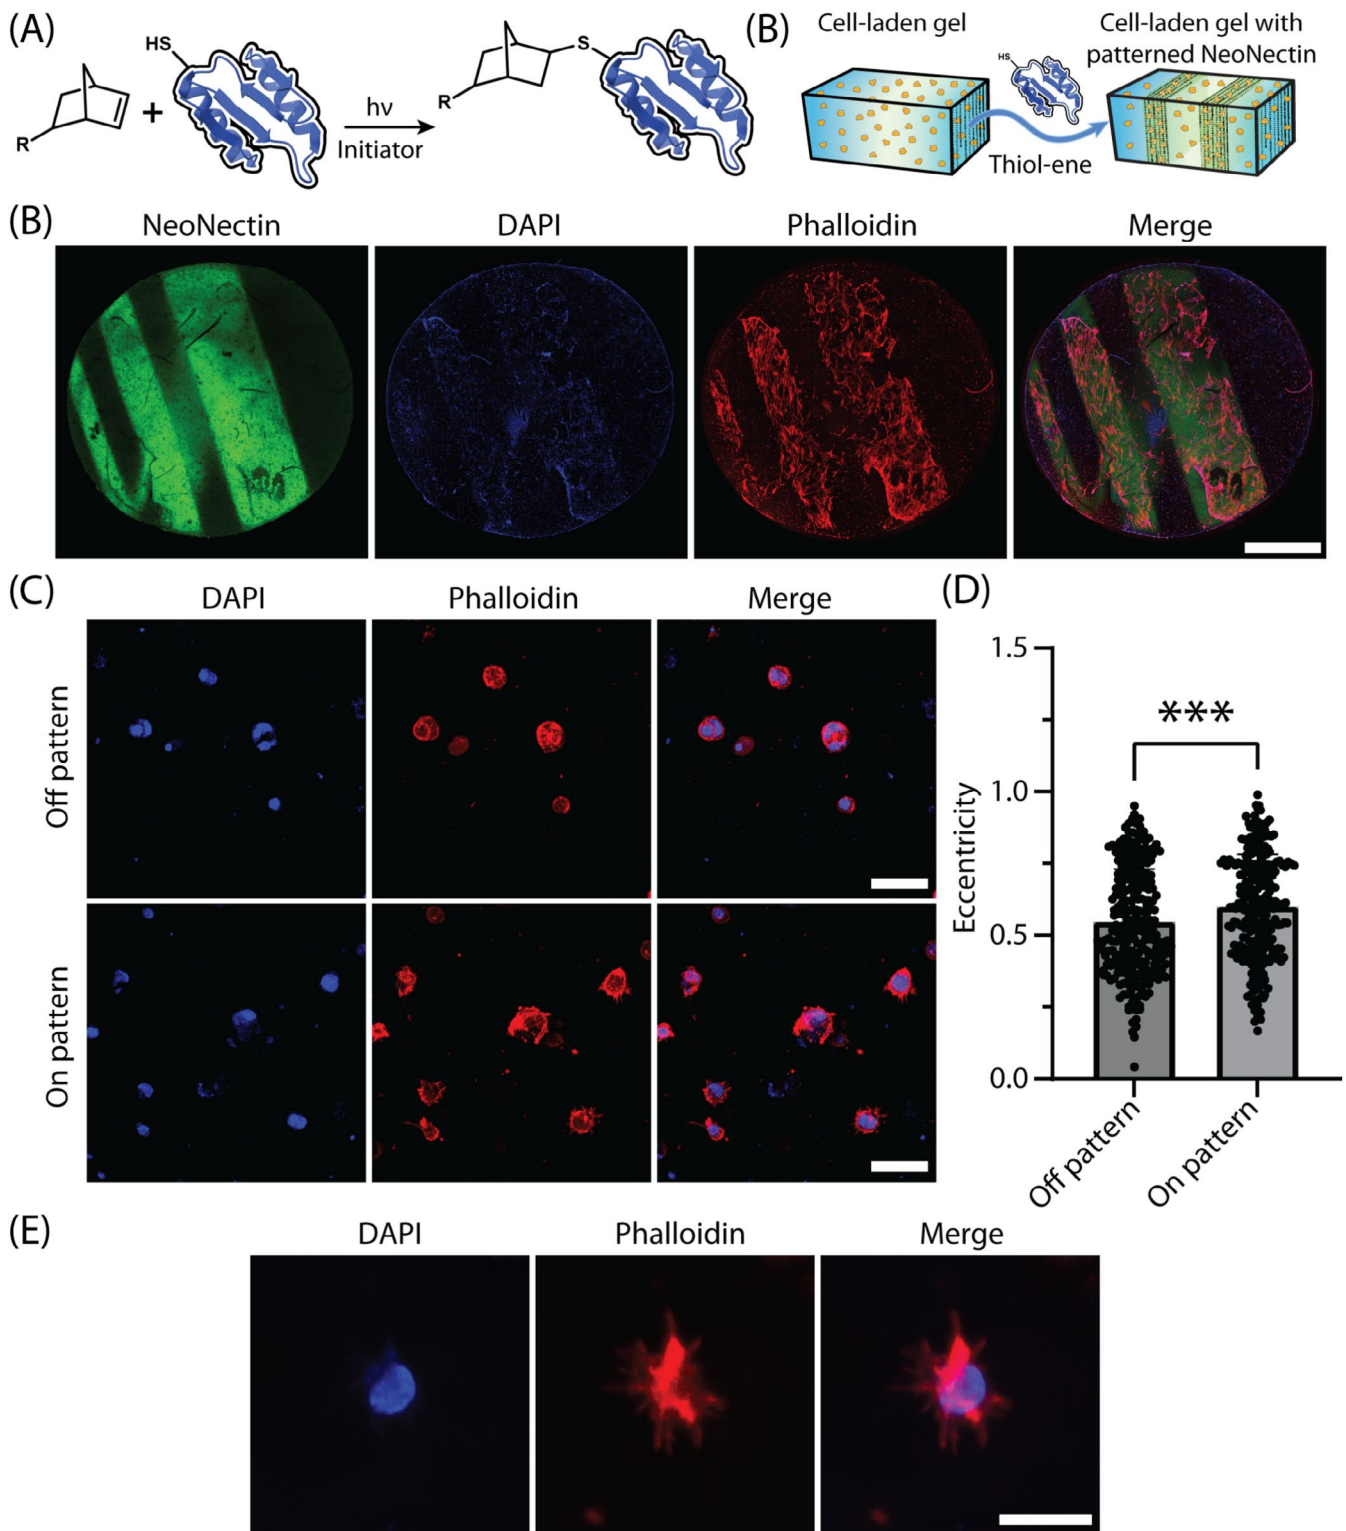 (A)
HS
R
+
hν
Initiator
S
R
(B)
Cell-laden gel
HS
Thiol-ene
Cell-laden gel with
patterned NeoNectin
(B)
NeoNectin
DAPI
Phalloidin
Merge
(C)
DAPI
Phalloidin
Merge
Off pattern
On pattern
(D)
1.5
1.0
0.5
0.0
Eccentricity
***
Off pattern
On pattern
(E)
DAPI
Phalloidin
Merge